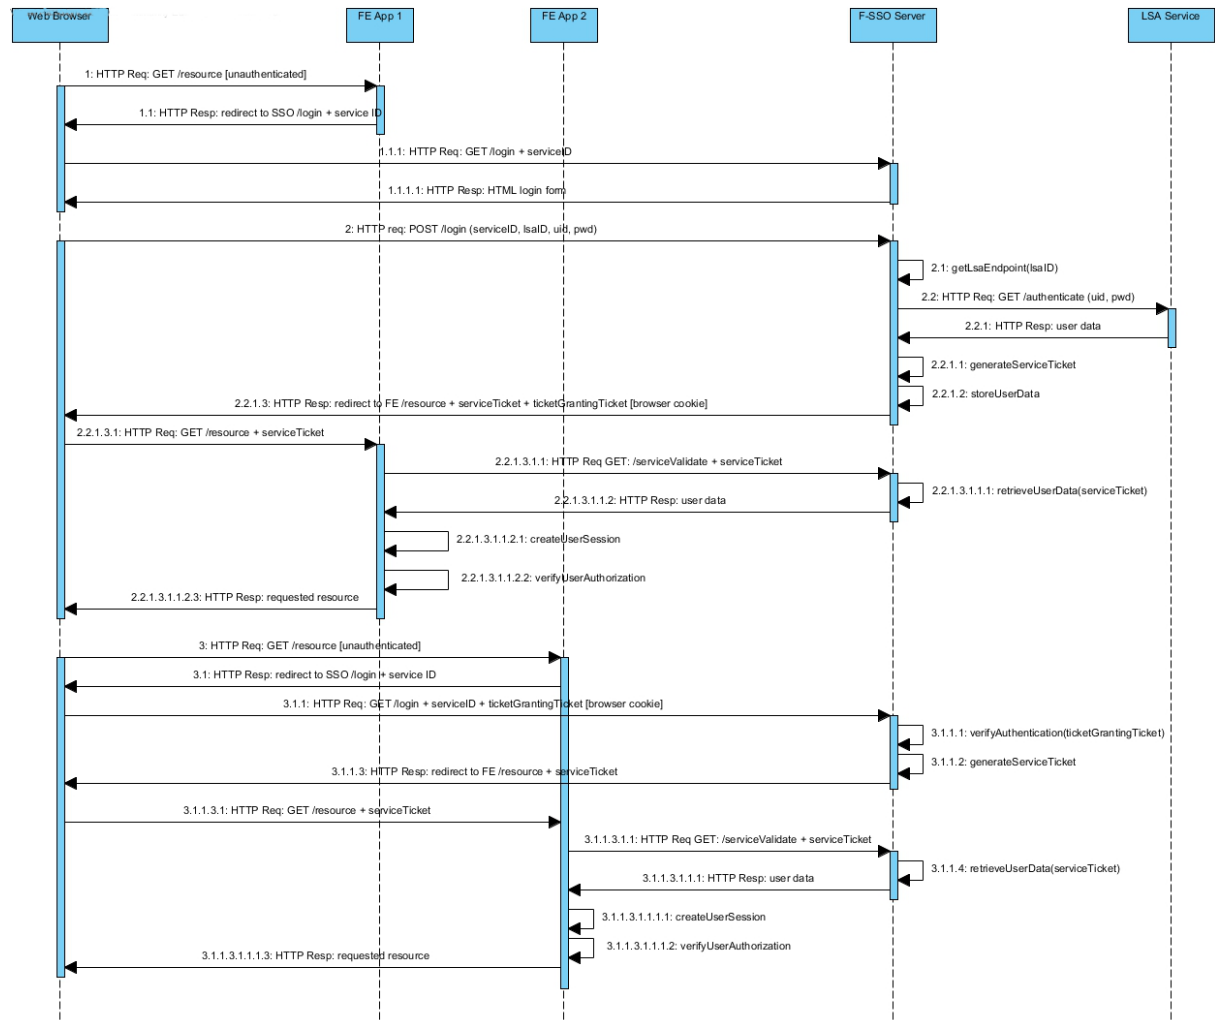 Web Browser
FE App 1
FE App 2
F-SSO Server
LSA Service
1: HTTP Req: GET /resource [unauthenticated]
1.1: HTTP Resp: redirect to SSO /login + service ID
1.1.1: HTTP Req: GET /login + serviceID
1.1.1.1: HTTP Resp: HTML login form
2: HTTP req: POST /login (serviceID, lsaID, uid, pwd)
2.1: getLsaEndpoint(lsaID)
2.2: HTTP Req: GET /authenticate (uid, pwd)
2.2.1: HTTP Resp: user data
2.2.1.1: generateServiceTicket
2.2.1.2: storeUserData
2.2.1.3: HTTP Resp: redirect to FE /resource + serviceTicket + ticketGrantingTicket [browser cookie]
2.2.1.3.1: HTTP Req: GET /resource + serviceTicket
2.2.1.3.1.1: HTTP Req GET: /serviceValidate + serviceTicket
2.2.1.3.1.1.1: retrieveUserData(serviceTicket)
2.2.1.3.1.1.2: HTTP Resp: user data
2.2.1.3.1.1.2.1: createUserSession
2.2.1.3.1.1.2.2: verifyUserAuthorization
2.2.1.3.1.1.2.3: HTTP Resp: requested resource
3: HTTP Req: GET /resource [unauthenticated]
3.1: HTTP Resp: redirect to SSO /login + service ID
3.1.1: HTTP Req: GET /login + serviceID + ticketGrantingTicket [browser cookie]
3.1.1.1: verifyAuthentication(ticketGrantingTicket)
3.1.1.2: generateServiceTicket
3.1.1.3: HTTP Resp: redirect to FE /resource + serviceTicket
3.1.1.3.1: HTTP Req: GET /resource + serviceTicket
3.1.1.3.1.1: HTTP Req GET: /serviceValidate + serviceTicket
3.1.1.4: retrieveUserData(serviceTicket)
3.1.1.3.1.1.1: HTTP Resp: user data
3.1.1.3.1.1.1.1: createUserSession
3.1.1.3.1.1.1.2: verifyUserAuthorization
3.1.1.3.1.1.1.3: HTTP Resp: requested resource